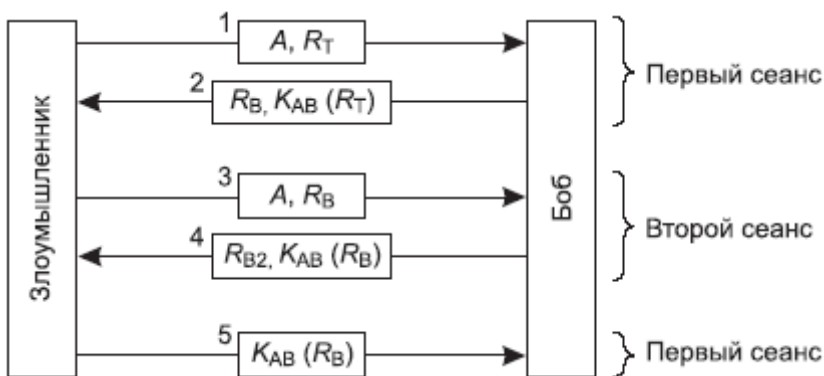 Злоумышленник
1
A, R_T
2
R_B, K_AB (R_T)
3
A, R_B
4
R_B2, K_AB (R_B)
5
K_AB (R_B)
Боб
Первый сеанс
Второй сеанс
Первый сеанс